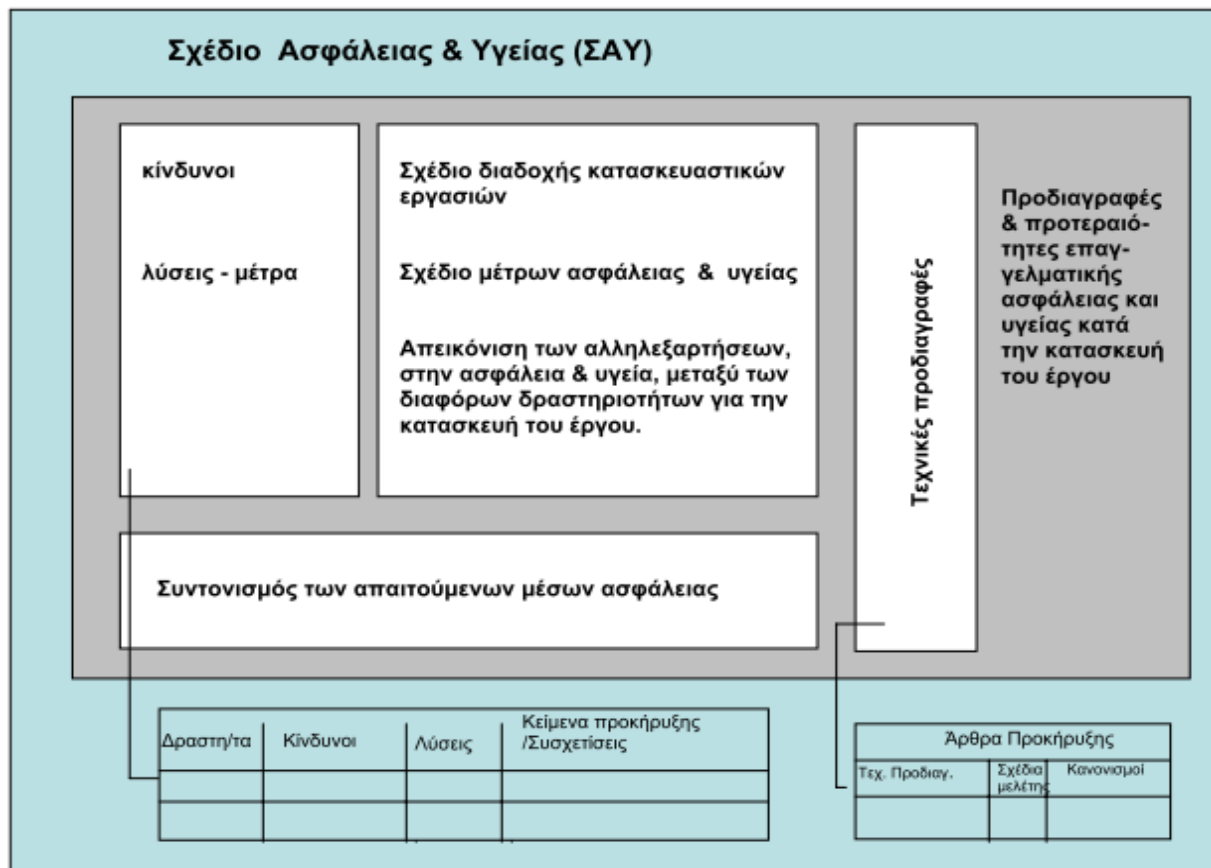 Σχέδιο Ασφάλειας & Υγείας (ΣΑΥ)
κίνδυνοι
λύσεις - μέτρα
Σχέδιο διαδοχής κατασκευαστικών
εργασιών
Σχέδιο μέτρων ασφάλειας & υγείας
Απεικόνιση των αλληλεξαρτήσεων,
στην ασφάλεια & υγεία, μεταξύ των
διαφόρων δραστηριοτήτων για την
κατασκευή του έργου.
Τεχνικές προδιαγραφές
Προδιαγραφές
& προτεραιό-
τητες επαγ-
γελματικής
ασφάλειας και
υγείας κατά
την κατασκευή
του έργου
Συντονισμός των απαιτούμενων μέσων ασφάλειας
Δραστη/τα
Κίνδυνοι
Λύσεις
Κείμενα προκήρυξης
/Συσχετίσεις
Άρθρα Προκήρυξης
Τεχ. Προδιαγ.
Σχέδια
μελέτης
Κανονισμοί